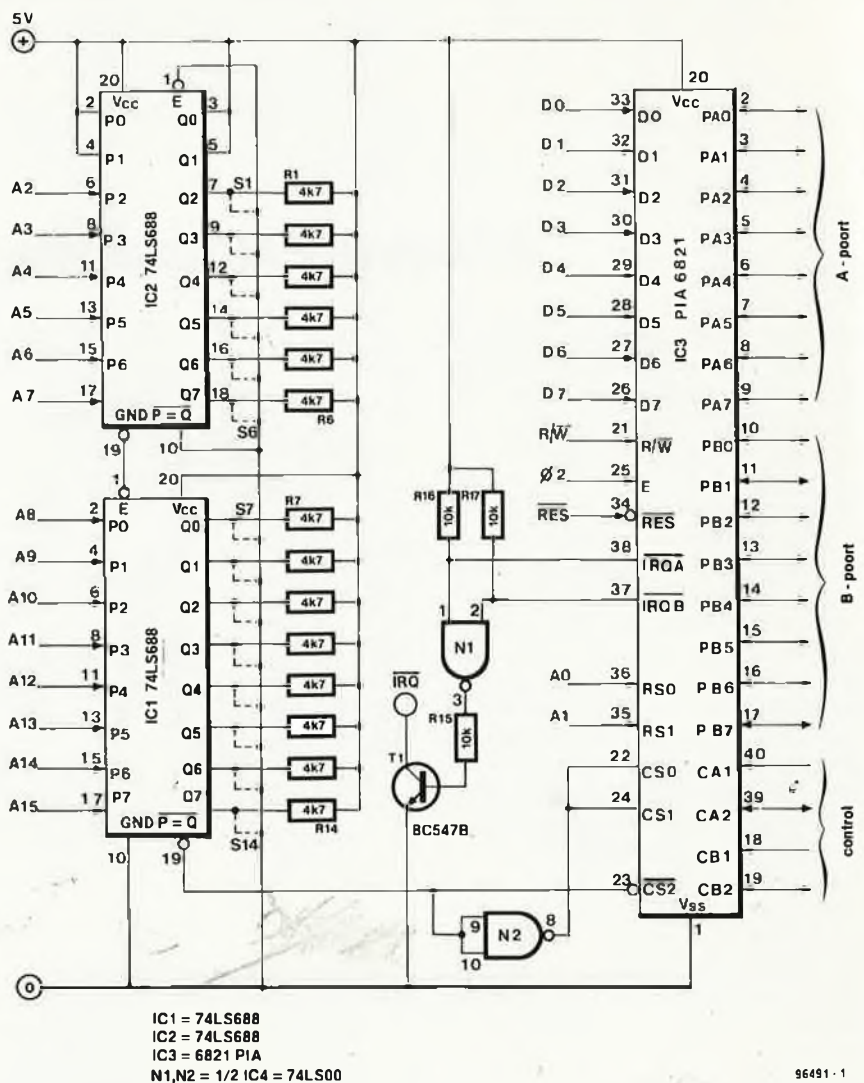 5V
20
1
Vcc
E
2
P0
Q0
3
4
P1
Q1
5
A2
6
P2
Q2
7
S1
R1
4k7
A3
8
P3
Q3
9
4k7
A4
11
P4
Q4
12
4k7
A5
13
P5
Q5
14
4k7
A6
15
P6
Q6
16
4k7
A7
17
P7
Q7
18
4k7
IC2 74LS688
GND P = Q
S6
R6
19
10
1
20
E
Vcc
A8
2
P0
Q0
S7
R7
4k7
A9
4
P1
Q1
4k7
A10
6
P2
Q2
4k7
A11
8
P3
Q3
4k7
A12
11
P4
Q4
4k7
A13
13
P5
Q5
4k7
A14
15
P6
Q6
4k7
A15
17
P7
Q7
4k7
IC1 74LS688
GND P = Q
S14
R14
10
19
20
Vcc
D0
33
D0
PA0
2
D1
32
D1
PA1
3
D2
31
D2
PA2
4
D3
30
D3
PA3
5
D4
29
D4
PA4
6
D5
28
D5
PA5
7
D6
27
D6
PA6
8
D7
26
D7
PA7
9
R/W
21
R/W
PB0
10
Ø2
25
E
PB1
11
RES
34
RES
PB2
12
38
IRQA
PB3
13
37
IRQB
PB4
14
PB5
15
A0
36
RS0
PB6
16
A1
35
RS1
PB7
17
22
CS0
CA1
40
24
CS1
CA2
39
CB1
18
23
CS2
CB2
19
Vss
1
IC3 PIA 6821
A - poort
B - poort
control
R16
10k
R17
10k
1
2
N1
3
IRQ
R15
10k
T1
BC547B
9
N2
8
10
0
IC1 = 74LS688
IC2 = 74LS688
IC3 = 6821 PIA
N1,N2 = 1/2 IC4 = 74LS00
96491 - 1